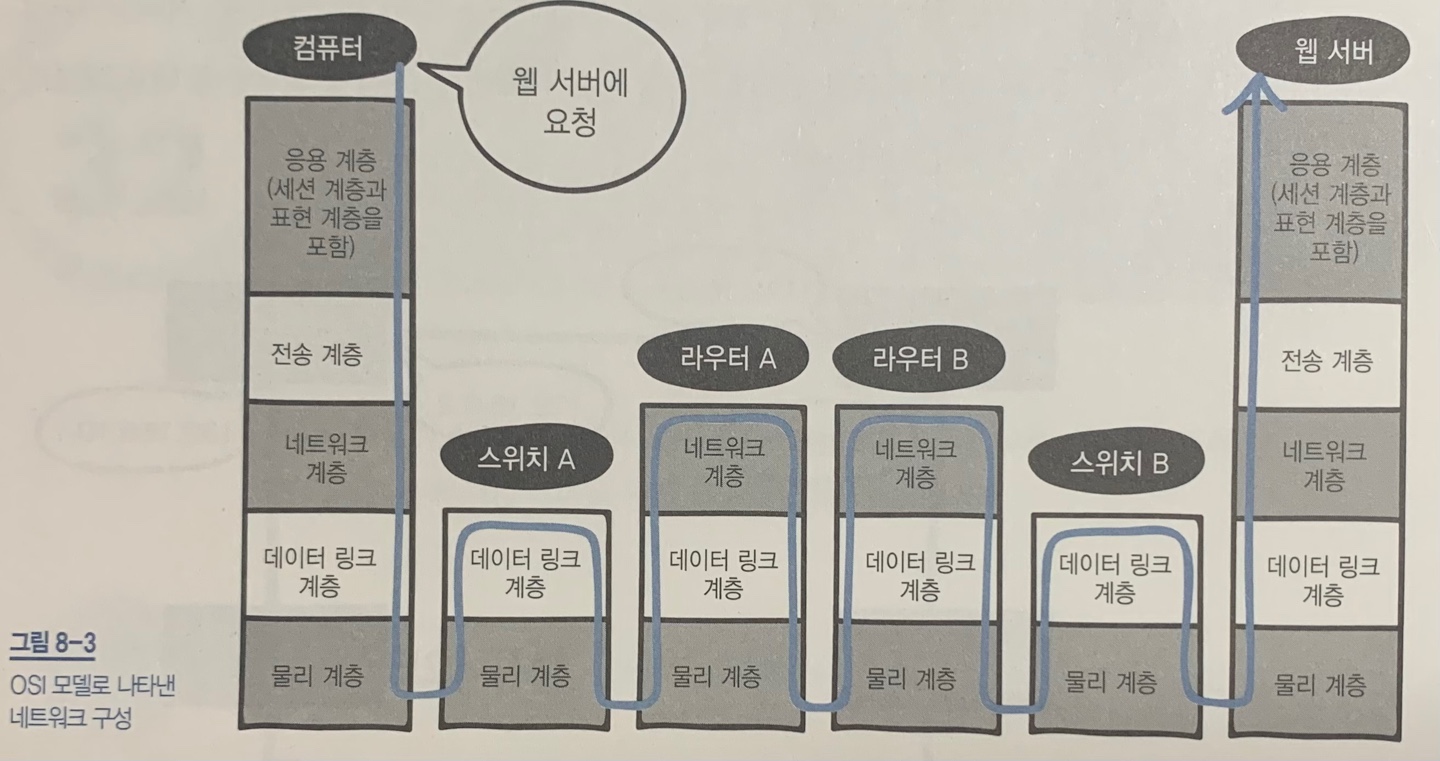 컴퓨터
웹 서버에
요청
웹 서버
응용 계층
(세션 계층과
표현 계층을
포함)
전송 계층
네트워크
계층
데이터 링크
계층
물리 계층
스위치 A
데이터 링크
계층
물리 계층
라우터 A
네트워크
계층
데이터 링크
계층
물리 계층
라우터 B
네트워크
계층
데이터 링크
계층
물리 계층
스위치 B
데이터 링크
계층
물리 계층
응용 계층
(세션 계층과
표현 계층을
포함)
전송 계층
네트워크
계층
데이터 링크
계층
물리 계층
그림 8-3
OSI 모델로 나타낸
네트워크 구성